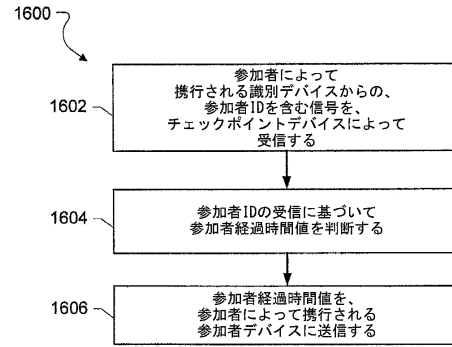 1600
1602
参加者によって
携行される識別デバイスからの、
参加者IDを含む信号を、
チェックポイントデバイスによって
受信する
1604
参加者IDの受信に基づいて
参加者経過時間値を判断する
1606
参加者経過時間値を、
参加者によって携行される
参加者デバイスに送信する